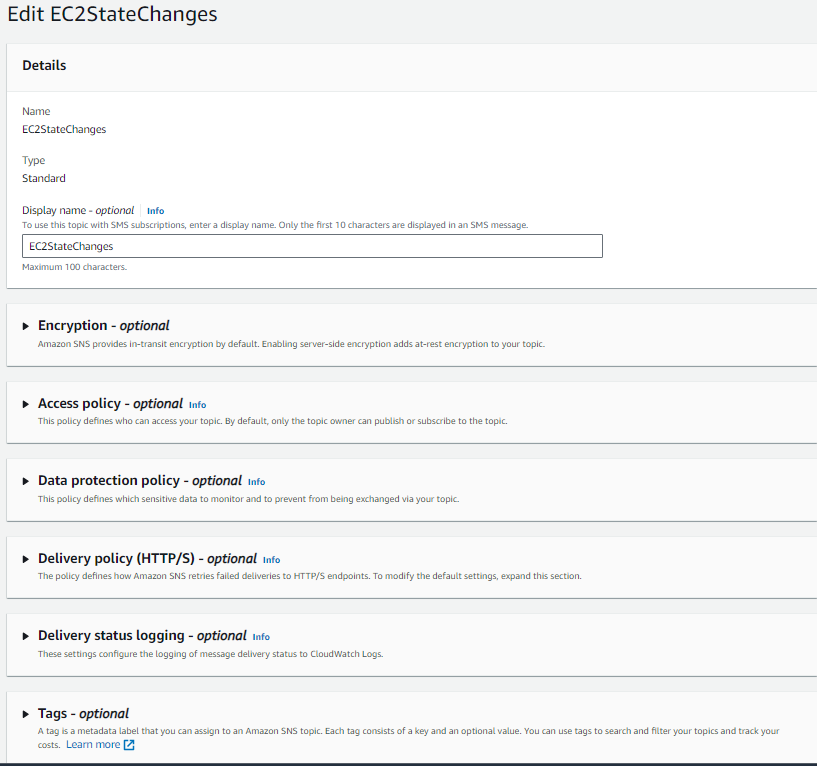 Edit EC2StateChanges
Details
Name
EC2StateChanges
Type
Standard
Display name - optional Info
To use this topic with SMS subscriptions, enter a display name. Only the first 10 characters are displayed in an SMS message.
EC2StateChanges
Maximum 100 characters.
Encryption - optional
Amazon SNS provides in-transit encryption by default. Enabling server-side encryption adds at-rest encryption to your topic.
Access policy - optional Info
This policy defines who can access your topic. By default, only the topic owner can publish or subscribe to the topic.
Data protection policy - optional Info
This policy defines which sensitive data to monitor and to prevent from being exchanged via your topic.
Delivery policy (HTTP/S) - optional Info
The policy defines how Amazon SNS retries failed deliveries to HTTP/S endpoints. To modify the default settings, expand this section.
Delivery status logging - optional Info
These settings configure the logging of message delivery status to CloudWatch Logs.
Tags - optional
A tag is a metadata label that you can assign to an Amazon SNS topic. Each tag consists of a key and an optional value. You can use tags to search and filter your topics and track your
costs. Learn more